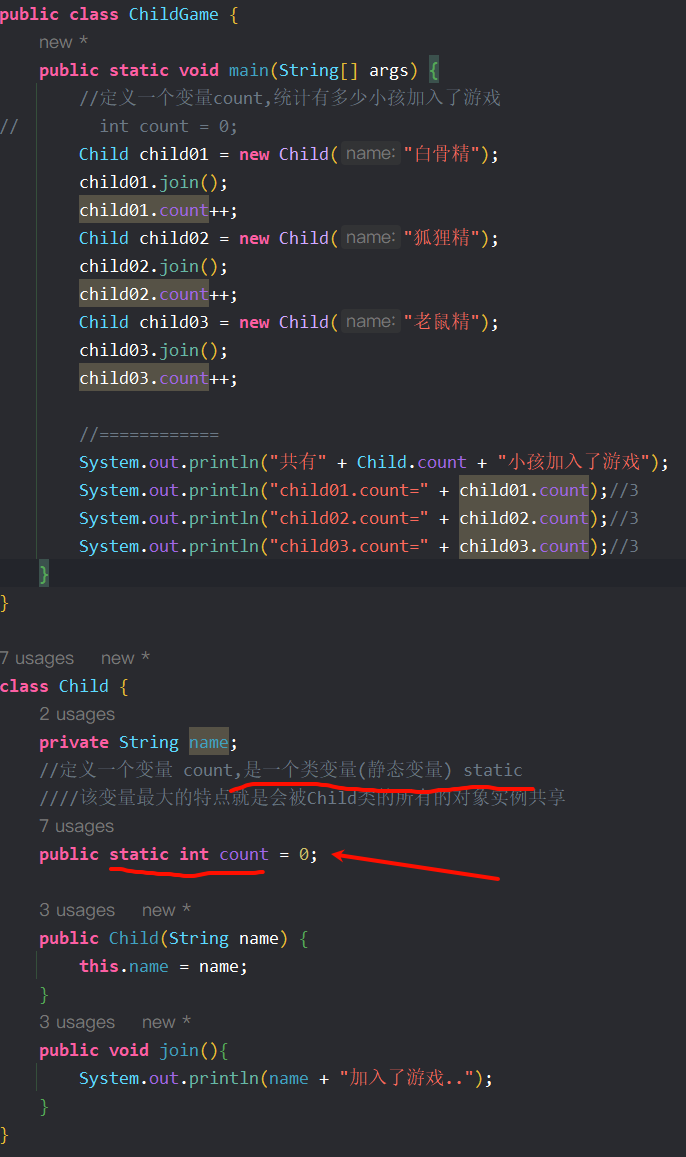 public class ChildGame {
new *
public static void main(String[] args) {
//定义一个变量count,统计有多少小孩加入了游戏
//      int count = 0;
Child child01 = new Child( name: "白骨精");
child01.join();
child01.count++;
Child child02 = new Child( name: "狐狸精");
child02.join();
child02.count++;
Child child03 = new Child( name: "老鼠精");
child03.join();
child03.count++;
//============
System.out.println("共有" + Child.count + "小孩加入了游戏");
System.out.println("child01.count=" + child01.count);//3
System.out.println("child02.count=" + child02.count);//3
System.out.println("child03.count=" + child03.count);//3
}
}
7 usages   new *
class Child {
2 usages
private String name;
//定义一个变量 count,是一个类变量(静态变量) static
////该变量最大的特点就是会被Child类的所有的对象实例共享
7 usages
public static int count = 0;
3 usages   new *
public Child(String name) {
this.name = name;
}
3 usages   new *
public void join(){
System.out.println(name + "加入了游戏..");
}
}